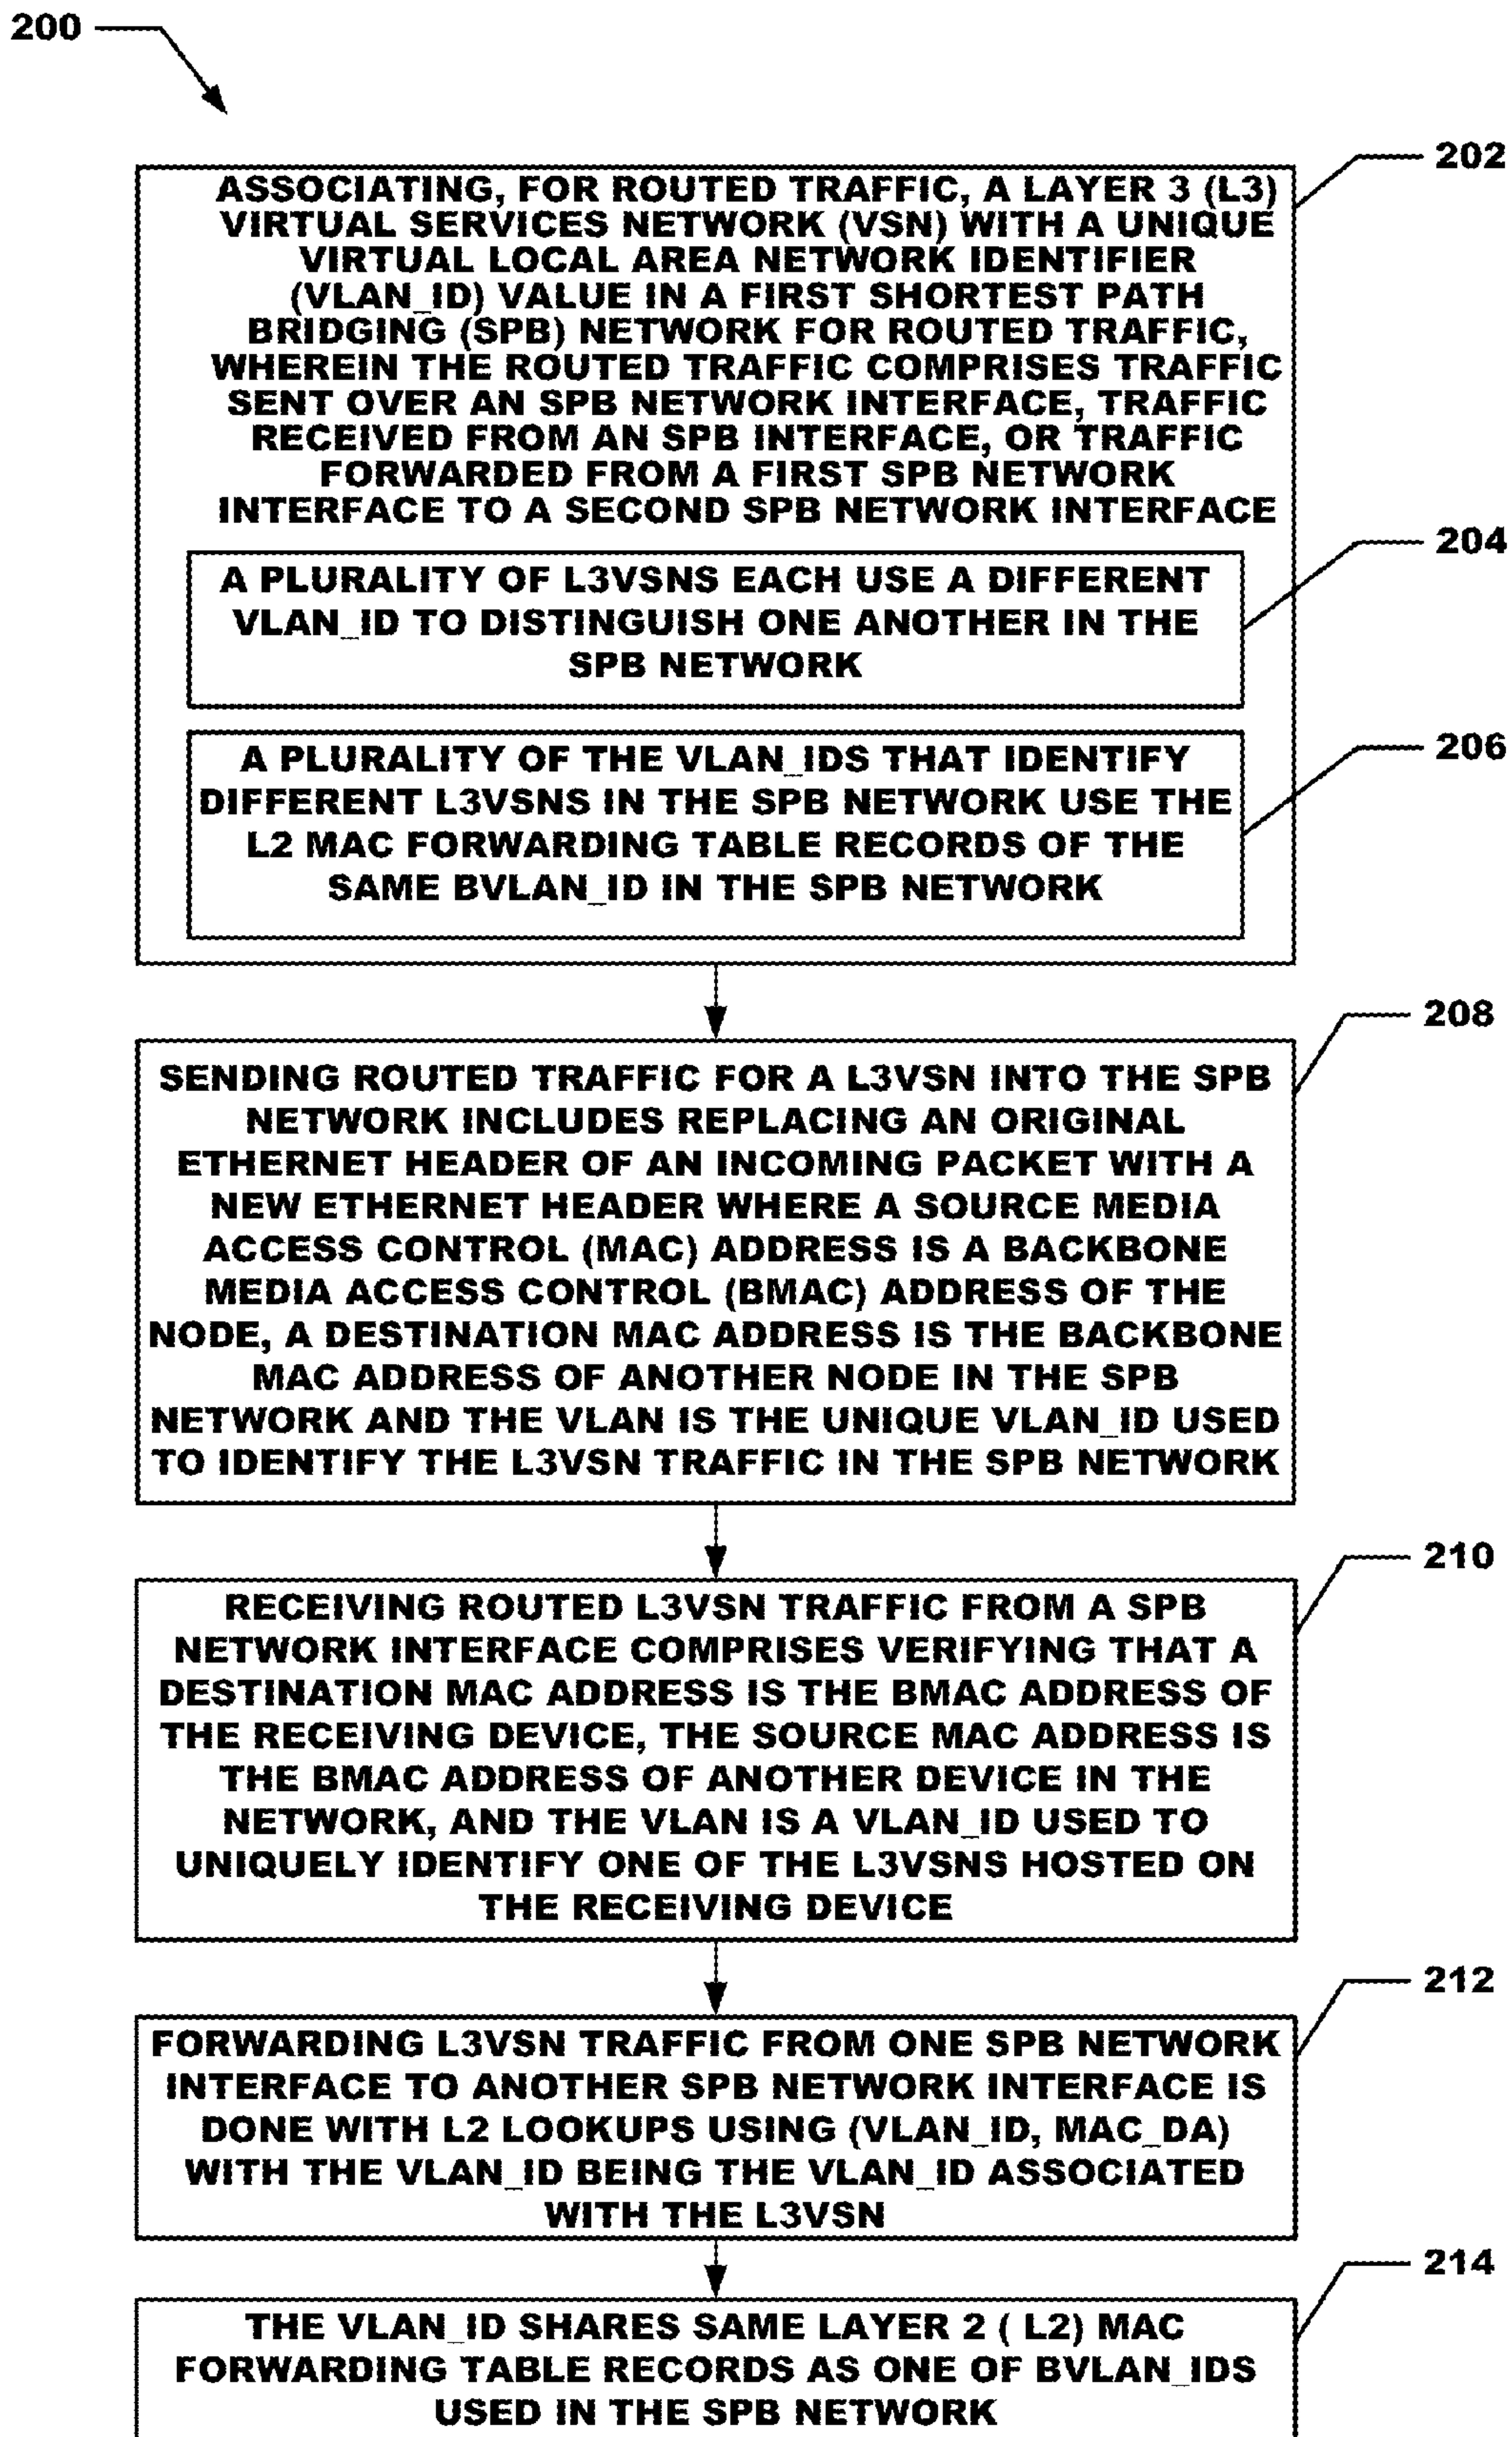 200
202
ASSOCIATING, FOR ROUTED TRAFFIC, A LAYER 3 (L3)
VIRTUAL SERVICES NETWORK (VSN) WITH A UNIQUE
VIRTUAL LOCAL AREA NETWORK IDENTIFIER
(VLAN_ID) VALUE IN A FIRST SHORTEST PATH
BRIDGING (SPB) NETWORK FOR ROUTED TRAFFIC,
WHEREIN THE ROUTED TRAFFIC COMPRISES TRAFFIC
SENT OVER AN SPB NETWORK INTERFACE, TRAFFIC
RECEIVED FROM AN SPB INTERFACE, OR TRAFFIC
FORWARDED FROM A FIRST SPB NETWORK
INTERFACE TO A SECOND SPB NETWORK INTERFACE
204
A PLURALITY OF L3VSNS EACH USE A DIFFERENT
VLAN_ID TO DISTINGUISH ONE ANOTHER IN THE
SPB NETWORK
206
A PLURALITY OF THE VLAN_IDS THAT IDENTIFY
DIFFERENT L3VSNS IN THE SPB NETWORK USE THE
L2 MAC FORWARDING TABLE RECORDS OF THE
SAME BVLAN_ID IN THE SPB NETWORK
208
SENDING ROUTED TRAFFIC FOR A L3VSN INTO THE SPB
NETWORK INCLUDES REPLACING AN ORIGINAL
ETHERNET HEADER OF AN INCOMING PACKET WITH A
NEW ETHERNET HEADER WHERE A SOURCE MEDIA
ACCESS CONTROL (MAC) ADDRESS IS A BACKBONE
MEDIA ACCESS CONTROL (BMAC) ADDRESS OF THE
NODE, A DESTINATION MAC ADDRESS IS THE BACKBONE
MAC ADDRESS OF ANOTHER NODE IN THE SPB
NETWORK AND THE VLAN IS THE UNIQUE VLAN_ID USED
TO IDENTIFY THE L3VSN TRAFFIC IN THE SPB NETWORK
210
RECEIVING ROUTED L3VSN TRAFFIC FROM A SPB
NETWORK INTERFACE COMPRISES VERIFYING THAT A
DESTINATION MAC ADDRESS IS THE BMAC ADDRESS OF
THE RECEIVING DEVICE, THE SOURCE MAC ADDRESS IS
THE BMAC ADDRESS OF ANOTHER DEVICE IN THE
NETWORK, AND THE VLAN IS A VLAN_ID USED TO
UNIQUELY IDENTIFY ONE OF THE L3VSNS HOSTED ON
THE RECEIVING DEVICE
212
FORWARDING L3VSN TRAFFIC FROM ONE SPB NETWORK
INTERFACE TO ANOTHER SPB NETWORK INTERFACE IS
DONE WITH L2 LOOKUPS USING (VLAN_ID, MAC_DA)
WITH THE VLAN_ID BEING THE VLAN_ID ASSOCIATED
WITH THE L3VSN
214
THE VLAN_ID SHARES SAME LAYER 2 ( L2) MAC
FORWARDING TABLE RECORDS AS ONE OF BVLAN_IDS
USED IN THE SPB NETWORK